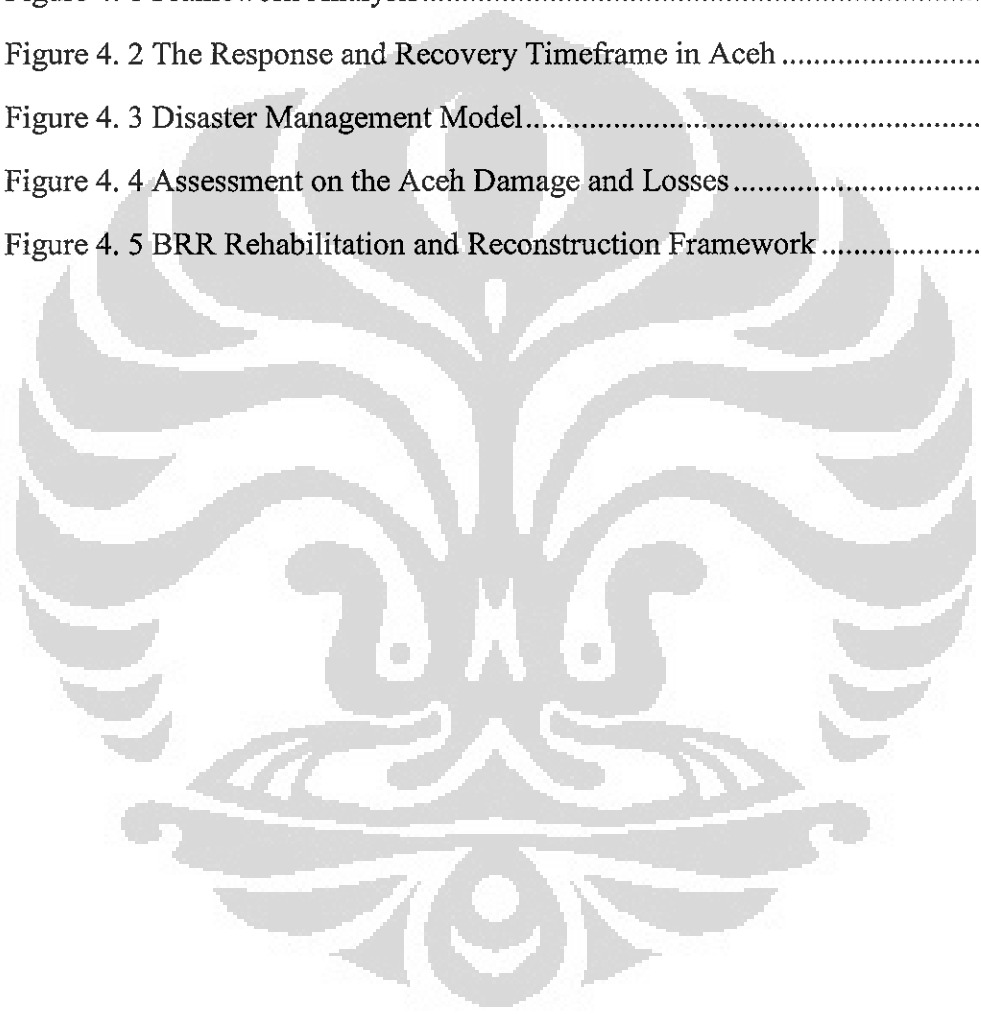 Figure 4. 2 The Response and Recovery Timeframe in Aceh ........................
Figure 4. 3 Disaster Management Model.......................................................
Figure 4. 4 Assessment on the Aceh Damage and Losses.............................
Figure 4. 5 BRR Rehabilitation and Reconstruction Framework ...................